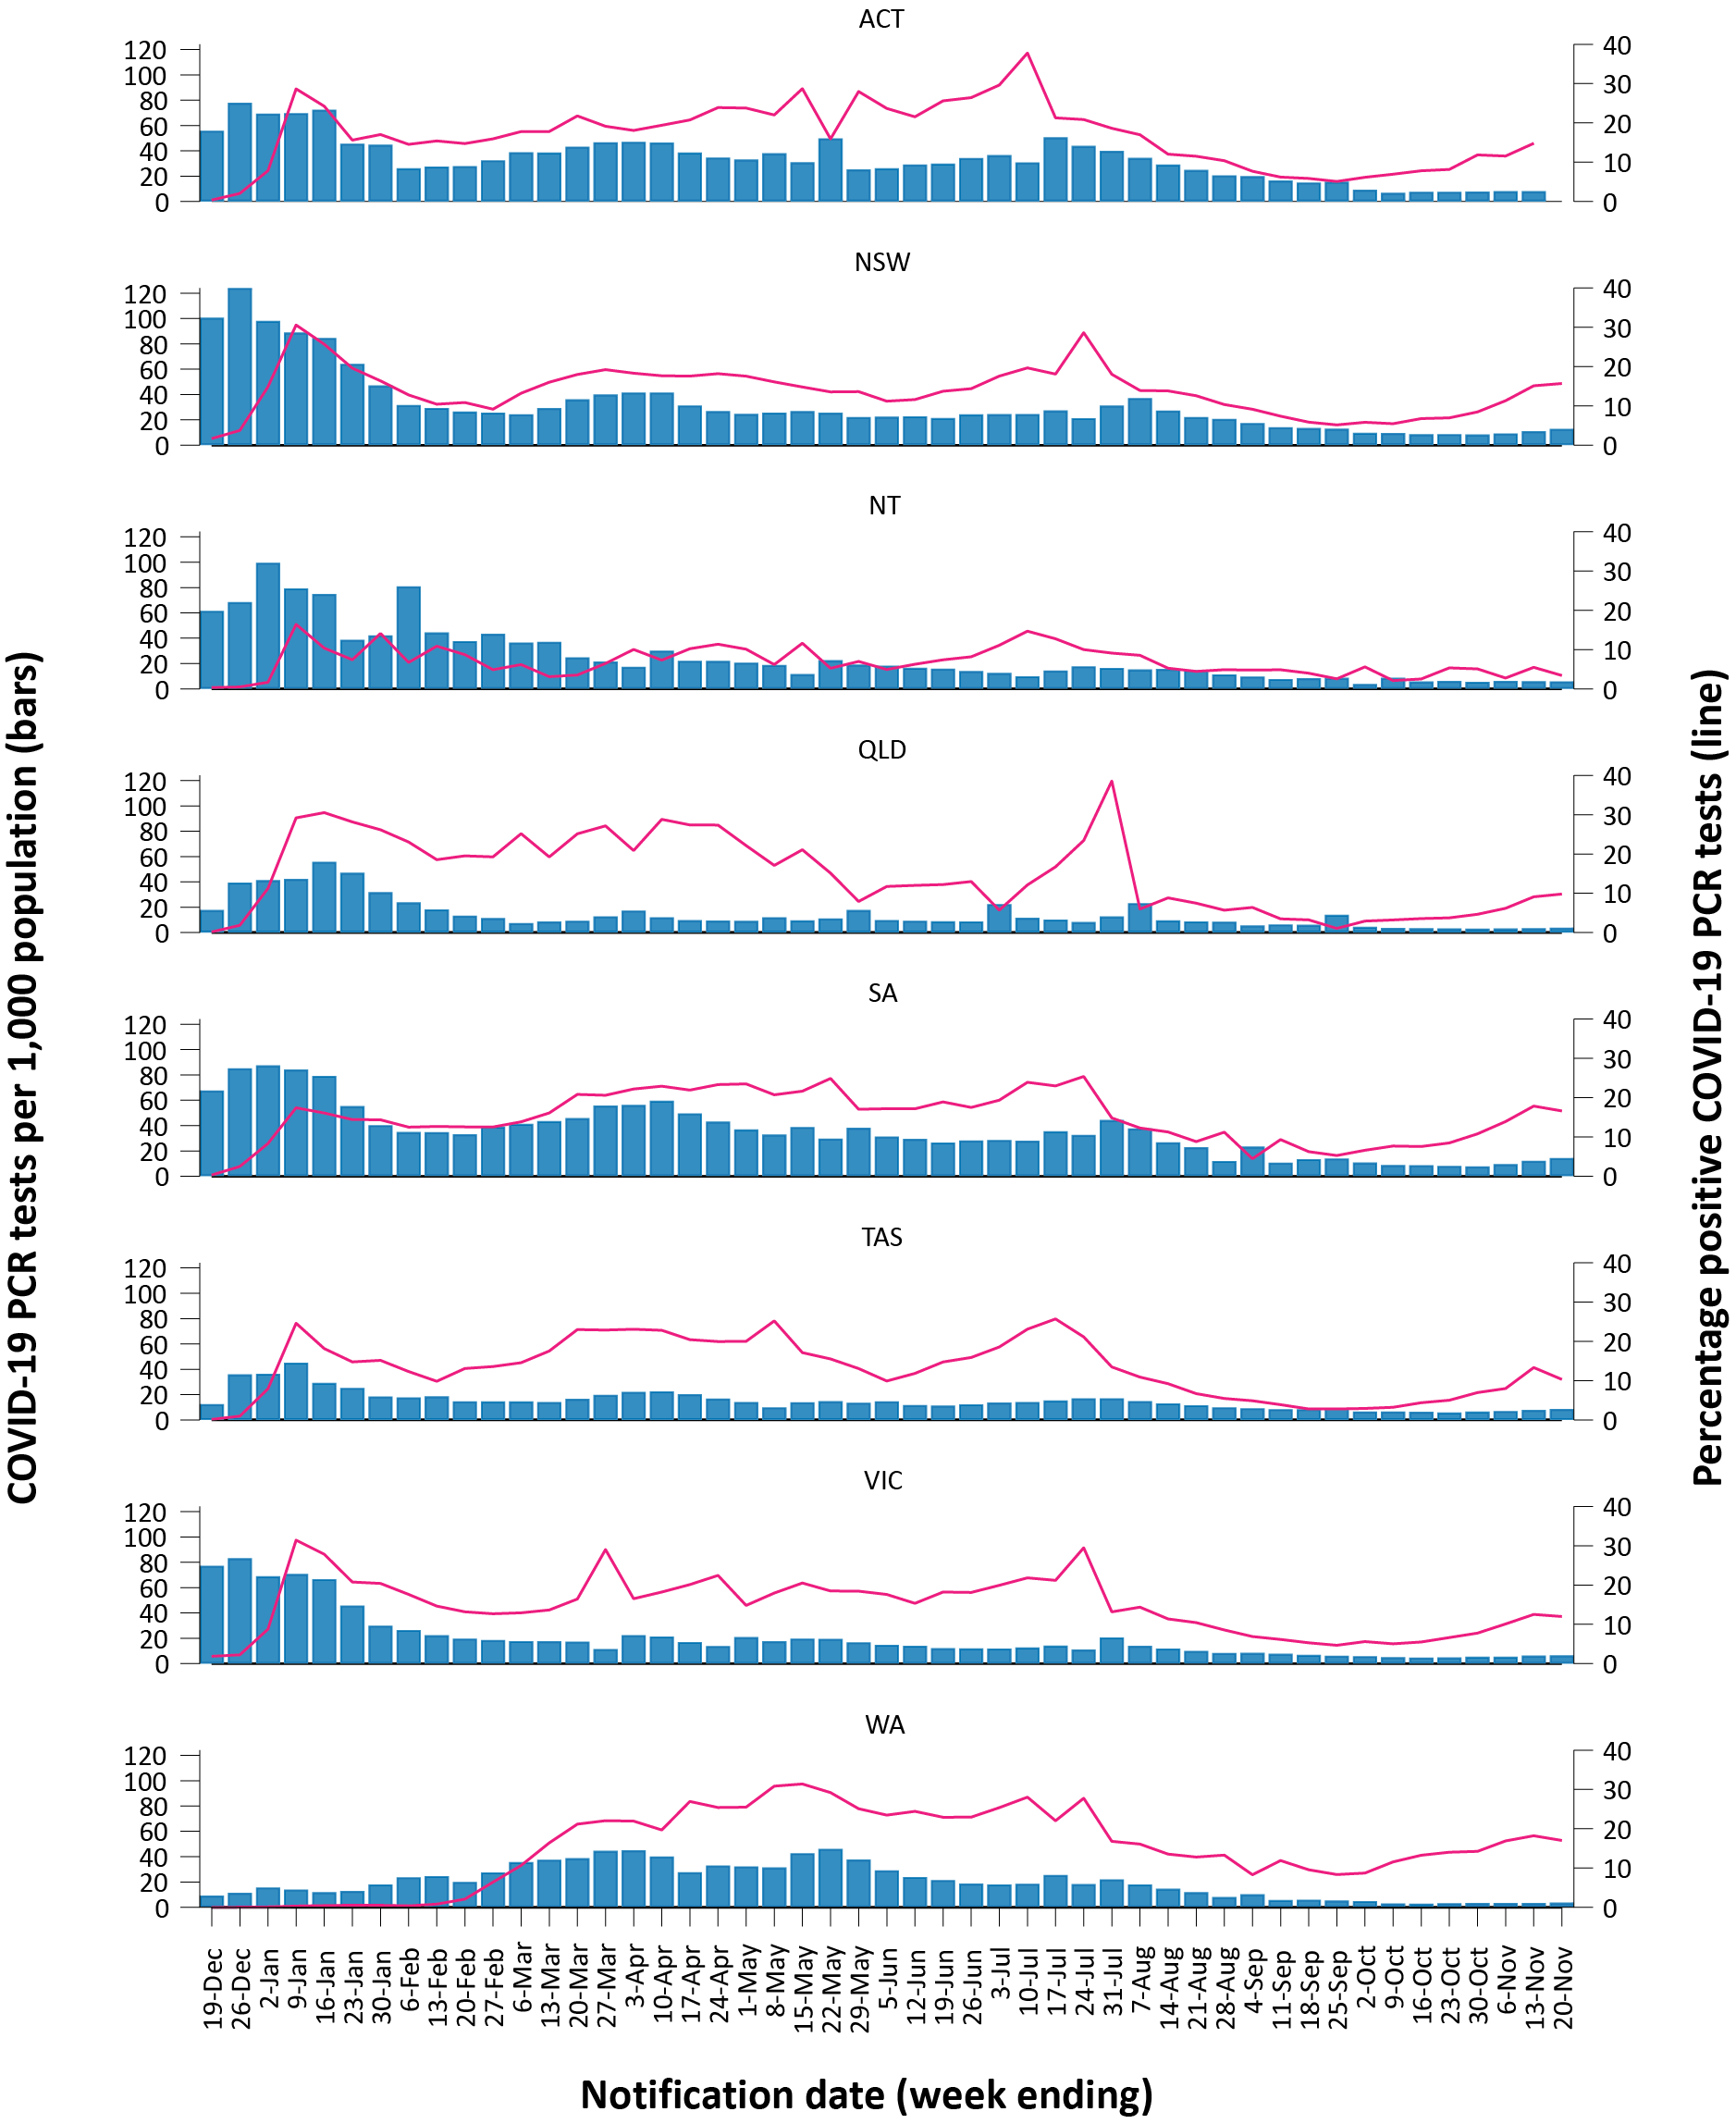 COVID-19 PCR tests per 1,000 population (bars)
Percentage positive COVID-19 PCR tests (line)
ACT
120
100
80
60
40
20
0
40
30
20
10
0
NSW
120
100
80
60
40
20
0
40
30
20
10
0
NT
120
100
80
60
40
20
0
40
30
20
10
0
QLD
120
100
80
60
40
20
0
40
30
20
10
0
SA
120
100
80
60
40
20
0
40
30
20
10
0
TAS
120
100
80
60
40
20
0
40
30
20
10
0
VIC
120
100
80
60
40
20
0
40
30
20
10
0
WA
120
100
80
60
40
20
0
40
30
20
10
0
19-Dec
26-Dec
2-Jan
9-Jan
16-Jan
23-Jan
30-Jan
6-Feb
13-Feb
20-Feb
27-Feb
6-Mar
13-Mar
20-Mar
27-Mar
3-Apr
10-Apr
17-Apr
24-Apr
1-May
8-May
15-May
22-May
29-May
5-Jun
12-Jun
19-Jun
26-Jun
3-Jul
10-Jul
17-Jul
24-Jul
31-Jul
7-Aug
14-Aug
21-Aug
28-Aug
4-Sep
11-Sep
18-Sep
25-Sep
2-Oct
9-Oct
16-Oct
23-Oct
30-Oct
6-Nov
13-Nov
20-Nov
Notification date (week ending)